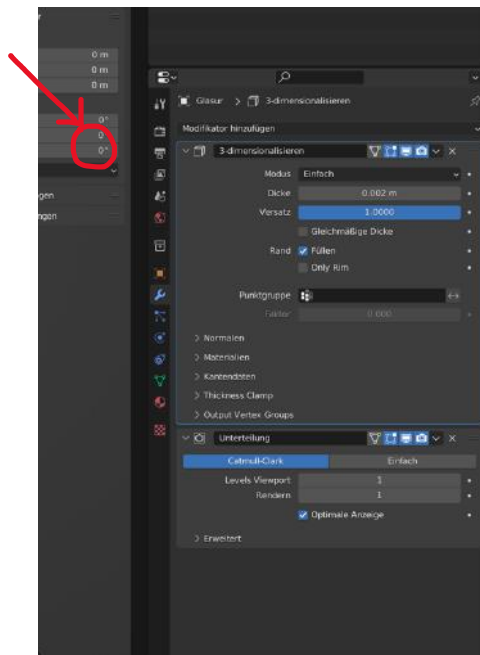 0 m
0 m
0 m
0°
0°
0°
gen
ngen
Glasur > 3-dimensionalisieren
Modifikator hinzufügen
3-dimensionalisieren
Modus Einfach
Dicke 0.002 m
Versatz 1.0000
Gleichmäßige Dicke
Rand Füllen
Only Rim
Punktgruppe
Faktor 0.000
> Normalen
> Materialien
> Kantendaten
> Thickness Clamp
> Output Vertex Groups
Unterteilung
Catmull-Clark Einfach
Levels Viewport 1
Rendern 1
Optimale Anzeige
> Erweitert